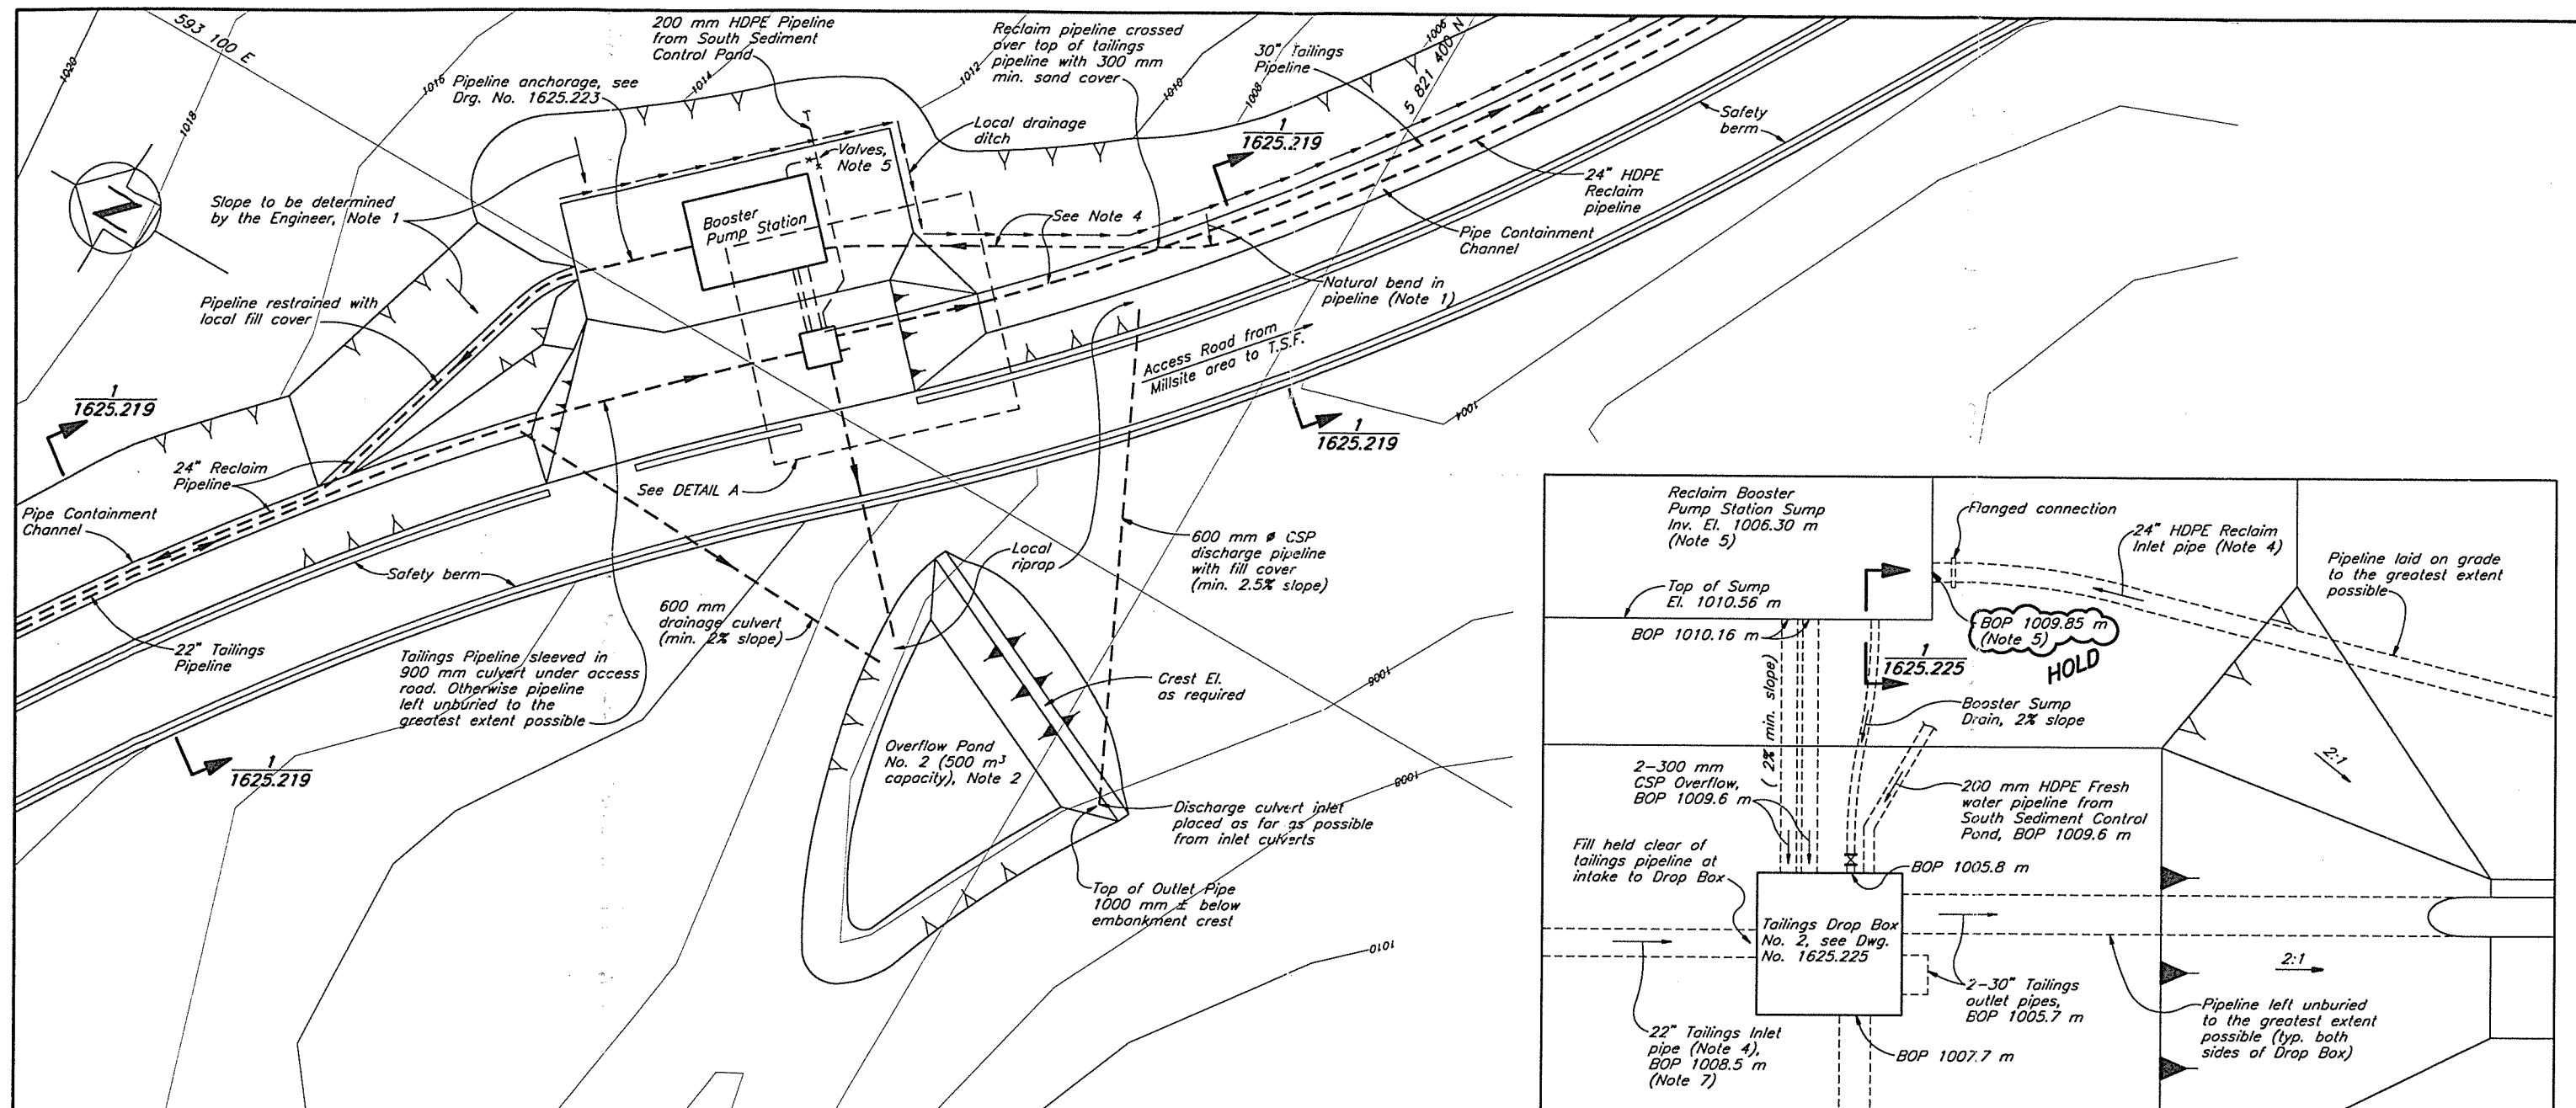 593 100 E
1020
1018
1016
1014
1012
1010
1008
1006
5 821 400 N
200 mm HDPE Pipeline
from South Sediment
Control Pond
Reclaim pipeline crossed
over top of tailings
pipeline with 300 mm
min. sand cover
30" Tailings
Pipeline
Pipeline anchorage, see
Drg. No. 1625.223
Local drainage
ditch
Valves,
Note 5
1
1625.219
Safety
berm
24" HDPE
Reclaim
pipeline
Slope to be determined
by the Engineer, Note 1
Booster
Pump Station
See Note 4
Pipe Containment
Channel
Natural bend in
pipeline (Note 1)
Pipeline restrained with
local fill cover
Access Road from
Millsite area to T.S.F.
1
1625.219
1004
1
1625.219
24" Reclaim
Pipeline
See DETAIL A
Pipe Containment
Channel
Safety berm
Local
riprap
600 mm ø CSP
discharge pipeline
with fill cover
(min. 2.5% slope)
600 mm
drainage culvert
(min. 2% slope)
22" Tailings
Pipeline
Tailings Pipeline sleeved in
900 mm culvert under access
road. Otherwise pipeline
left unburied to the
greatest extent possible
Crest El.
as required
1006
1
1625.219
Overflow Pond
No. 2 (500 m³
capacity), Note 2
1008
Discharge culvert inlet
placed as far as possible
from inlet culverts
Top of Outlet Pipe
1000 mm ± below
embankment crest
1010
Reclaim Booster
Pump Station Sump
Inv. El. 1006.30 m
(Note 5)
Flanged connection
24" HDPE Reclaim
Inlet pipe (Note 4)
Pipeline laid on grade
to the greatest extent
possible
Top of Sump
El. 1010.56 m
BOP 1010.16 m
BOP 1009.85 m
(Note 5)
HOLD
1
1625.225
( 2% min. slope)
Booster Sump
Drain, 2% slope
2-300 mm
CSP Overflow,
BOP 1009.6 m
200 mm HDPE Fresh
water pipeline from
South Sediment Control
Pond, BOP 1009.6 m
2:1
Fill held clear of
tailings pipeline at
intake to Drop Box
BOP 1005.8 m
Tailings Drop Box
No. 2, see Dwg.
No. 1625.225
2:1
2-30" Tailings
outlet pipes,
BOP 1005.7 m
22" Tailings Inlet
pipe (Note 4),
BOP 1008.5 m
(Note 7)
BOP 1007.7 m
Pipeline left unburied
to the greatest extent
possible (typ. both
sides of Drop Box)